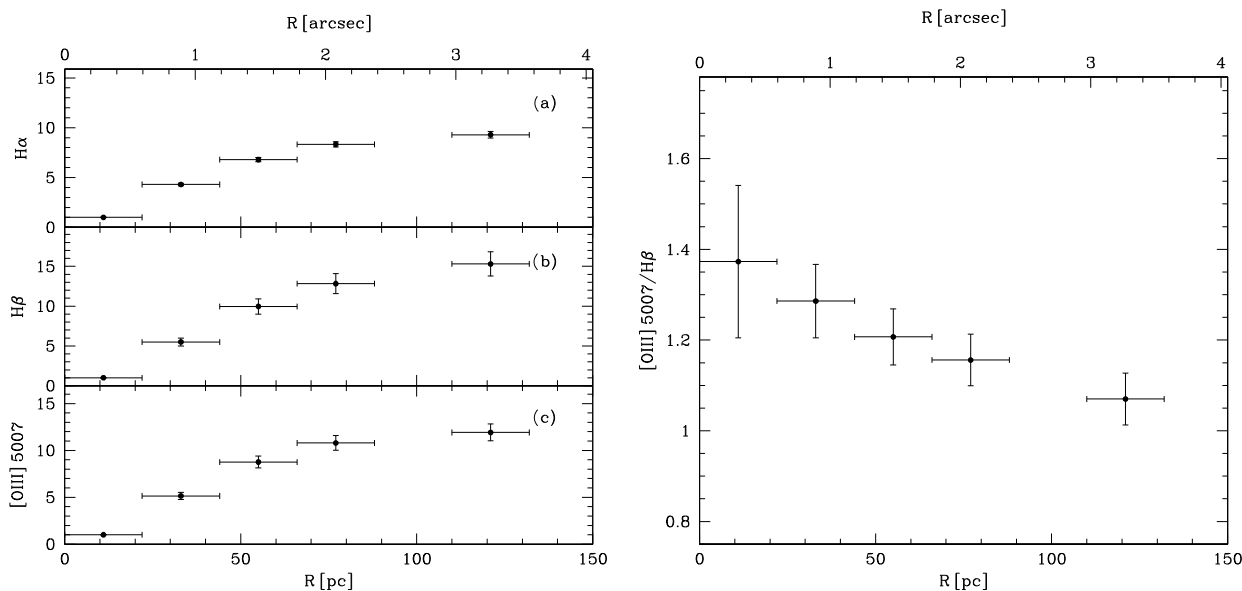 R [arcsec]
0 1 2 3 4
15
10
5
0
Hα
(a)
15
10
5
0
Hβ
(b)
15
10
5
0
[OIII] 5007
(c)
0 50 100 150
R [pc]
R [arcsec]
0 1 2 3 4
1.6
1.4
1.2
1
0.8
[OIII] 5007/Hβ
0 50 100 150
R [pc]